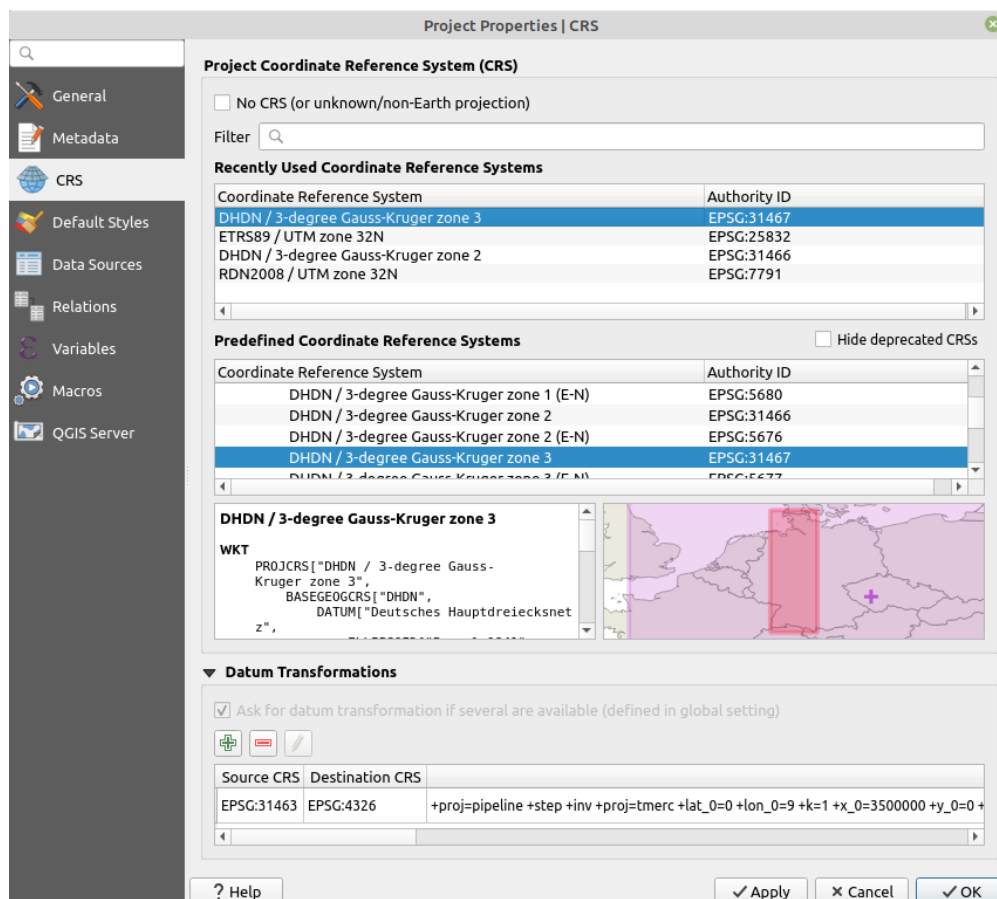 Project Properties | CRS
General
Metadata
CRS
Default Styles
Data Sources
Relations
Variables
Macros
QGIS Server
Project Coordinate Reference System (CRS)
No CRS (or unknown/non-Earth projection)
Filter
Recently Used Coordinate Reference Systems
Coordinate Reference System Authority ID
DHDN / 3-degree Gauss-Kruger zone 3 EPSG:31467
ETRS89 / UTM zone 32N EPSG:25832
DHDN / 3-degree Gauss-Kruger zone 2 EPSG:31466
RDN2008 / UTM zone 32N EPSG:7791
Predefined Coordinate Reference Systems Hide deprecated CRSs
Coordinate Reference System Authority ID
DHDN / 3-degree Gauss-Kruger zone 1 (E-N) EPSG:5680
DHDN / 3-degree Gauss-Kruger zone 2 EPSG:31466
DHDN / 3-degree Gauss-Kruger zone 2 (E-N) EPSG:5676
DHDN / 3-degree Gauss-Kruger zone 3 EPSG:31467
DHDN / 3-degree Gauss-Kruger zone 3 (E-N) EPSG:5677
DHDN / 3-degree Gauss-Kruger zone 3
WKT
PROJCRS["DHDN / 3-degree Gauss-
Kruger zone 3",
BASEGEOGCRS["DHDN",
DATUM["Deutsches Hauptdreiecksnet
z",
Datum Transformations
Ask for datum transformation if several are available (defined in global setting)
Source CRS Destination CRS
EPSG:31463 EPSG:4326 +proj=pipeline +step +inv +proj=tmerc +lat_0=0 +lon_0=9 +k=1 +x_0=3500000 +y_0=0 +
? Help Apply Cancel OK